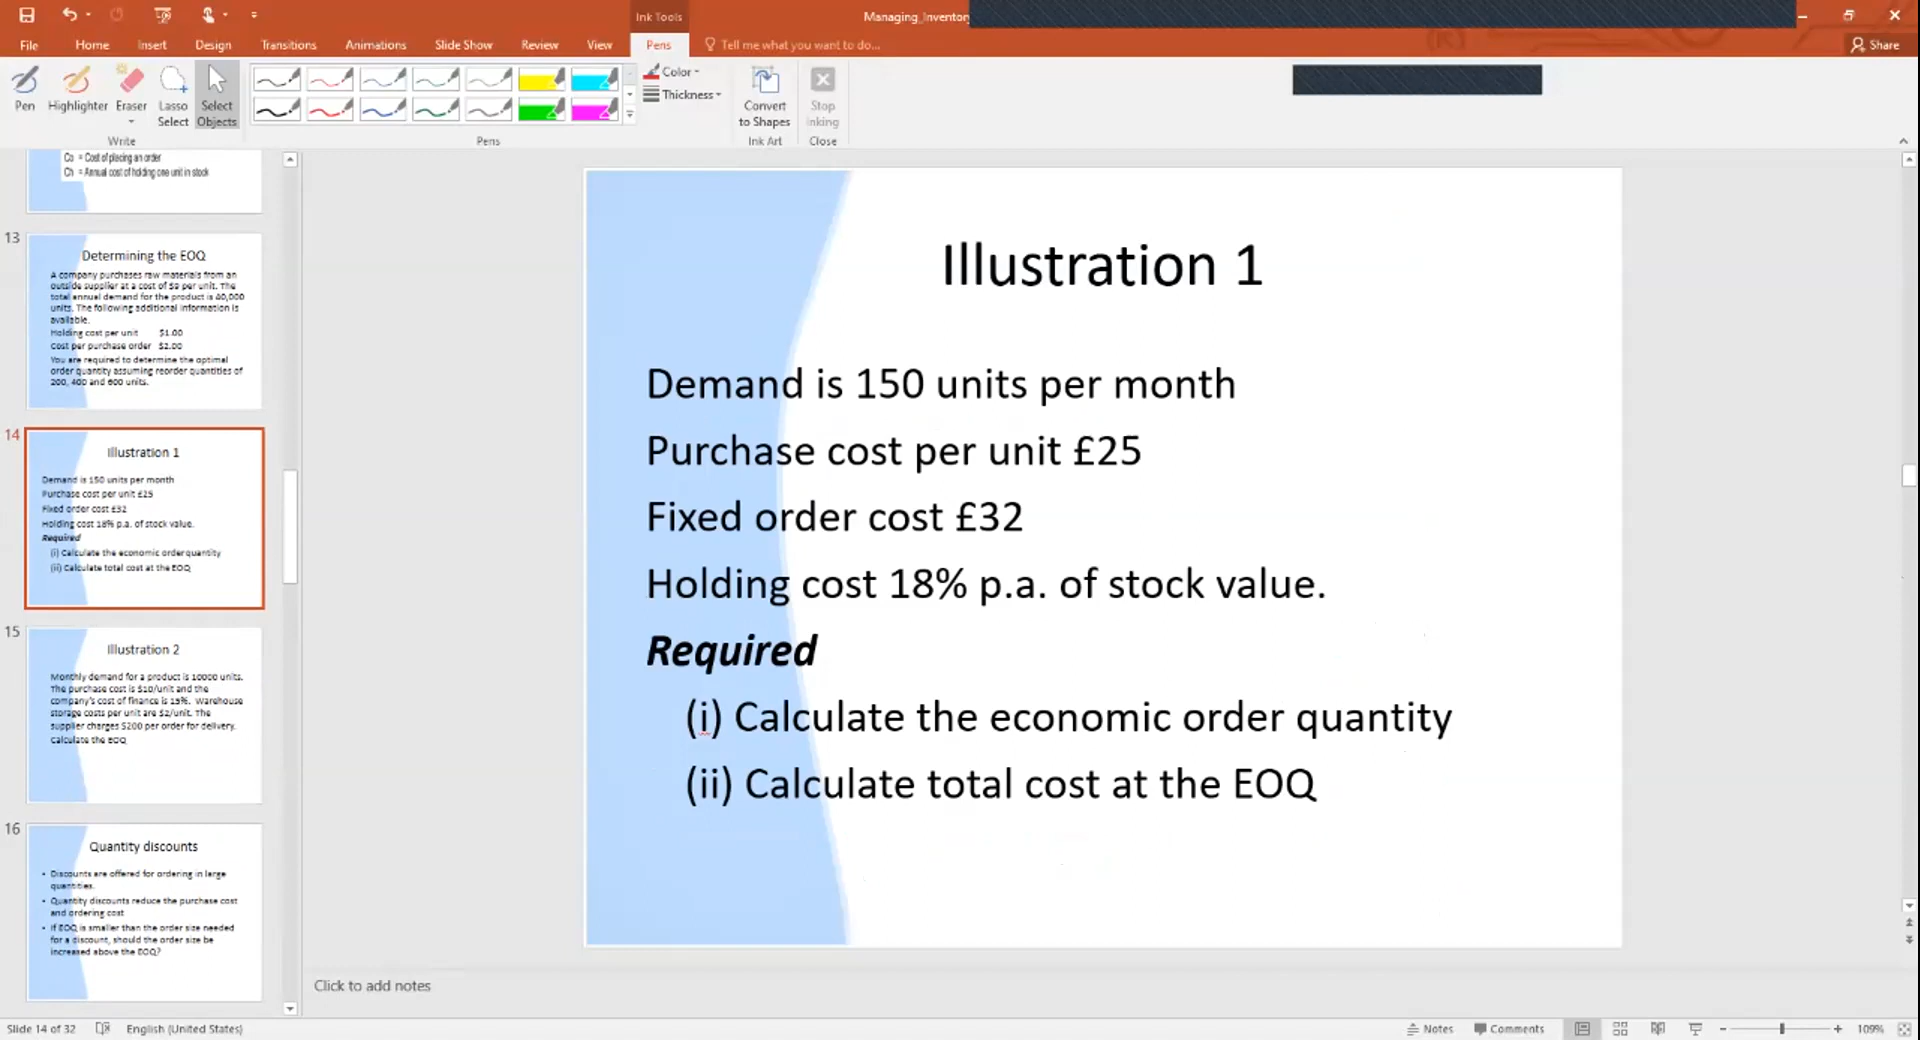 Ink Tools
Managing_Inventory
File
Home
Insert
Design
Transitions
Animations
Slide Show
Review
View
Pens
Tell me what you want to do...
Share
Pen
Highlighter
Eraser
Lasso
Select
Select
Objects
Color
Thickness
Convert
to Shapes
Stop
Inking
Write
Pens
Ink Art
Close
Co = Cost of placing an order
Ch = Annual cost of holding one unit in stock
13
Determining the EOQ
A company purchases raw materials from an
outside supplier at a cost of $9 per unit. The
total annual demand for the product is 40,000
units. The following additional information is
available.
Holding cost per unit $1.00
Cost per purchase order $2.00
You are required to determine the optimal
order quantity assuming reorder quantities of
200, 400 and 600 units.
14
Illustration 1
Demand is 150 units per month
Purchase cost per unit £25
Fixed order cost £32
Holding cost 18% p.a. of stock value.
Required
(i) Calculate the economic order quantity
(ii) Calculate total cost at the EOQ
15
Illustration 2
Monthly demand for a product is 10000 units.
The purchase cost is $10/unit and the
company's cost of finance is 15%. Warehouse
storage costs per unit are $2/unit. The
supplier charges $200 per order for delivery.
Calculate the EOQ
16
Quantity discounts
• Discounts are offered for ordering in large
quantities.
• Quantity discounts reduce the purchase cost
and ordering cost
• If EOQ is smaller than the order size needed
for a discount, should the order size be
increased above the EOQ?
Illustration 1
Demand is 150 units per month
Purchase cost per unit £25
Fixed order cost £32
Holding cost 18% p.a. of stock value.
Required
(i) Calculate the economic order quantity
(ii) Calculate total cost at the EOQ
Click to add notes
Slide 14 of 32
English (United States)
Notes
Comments
109%